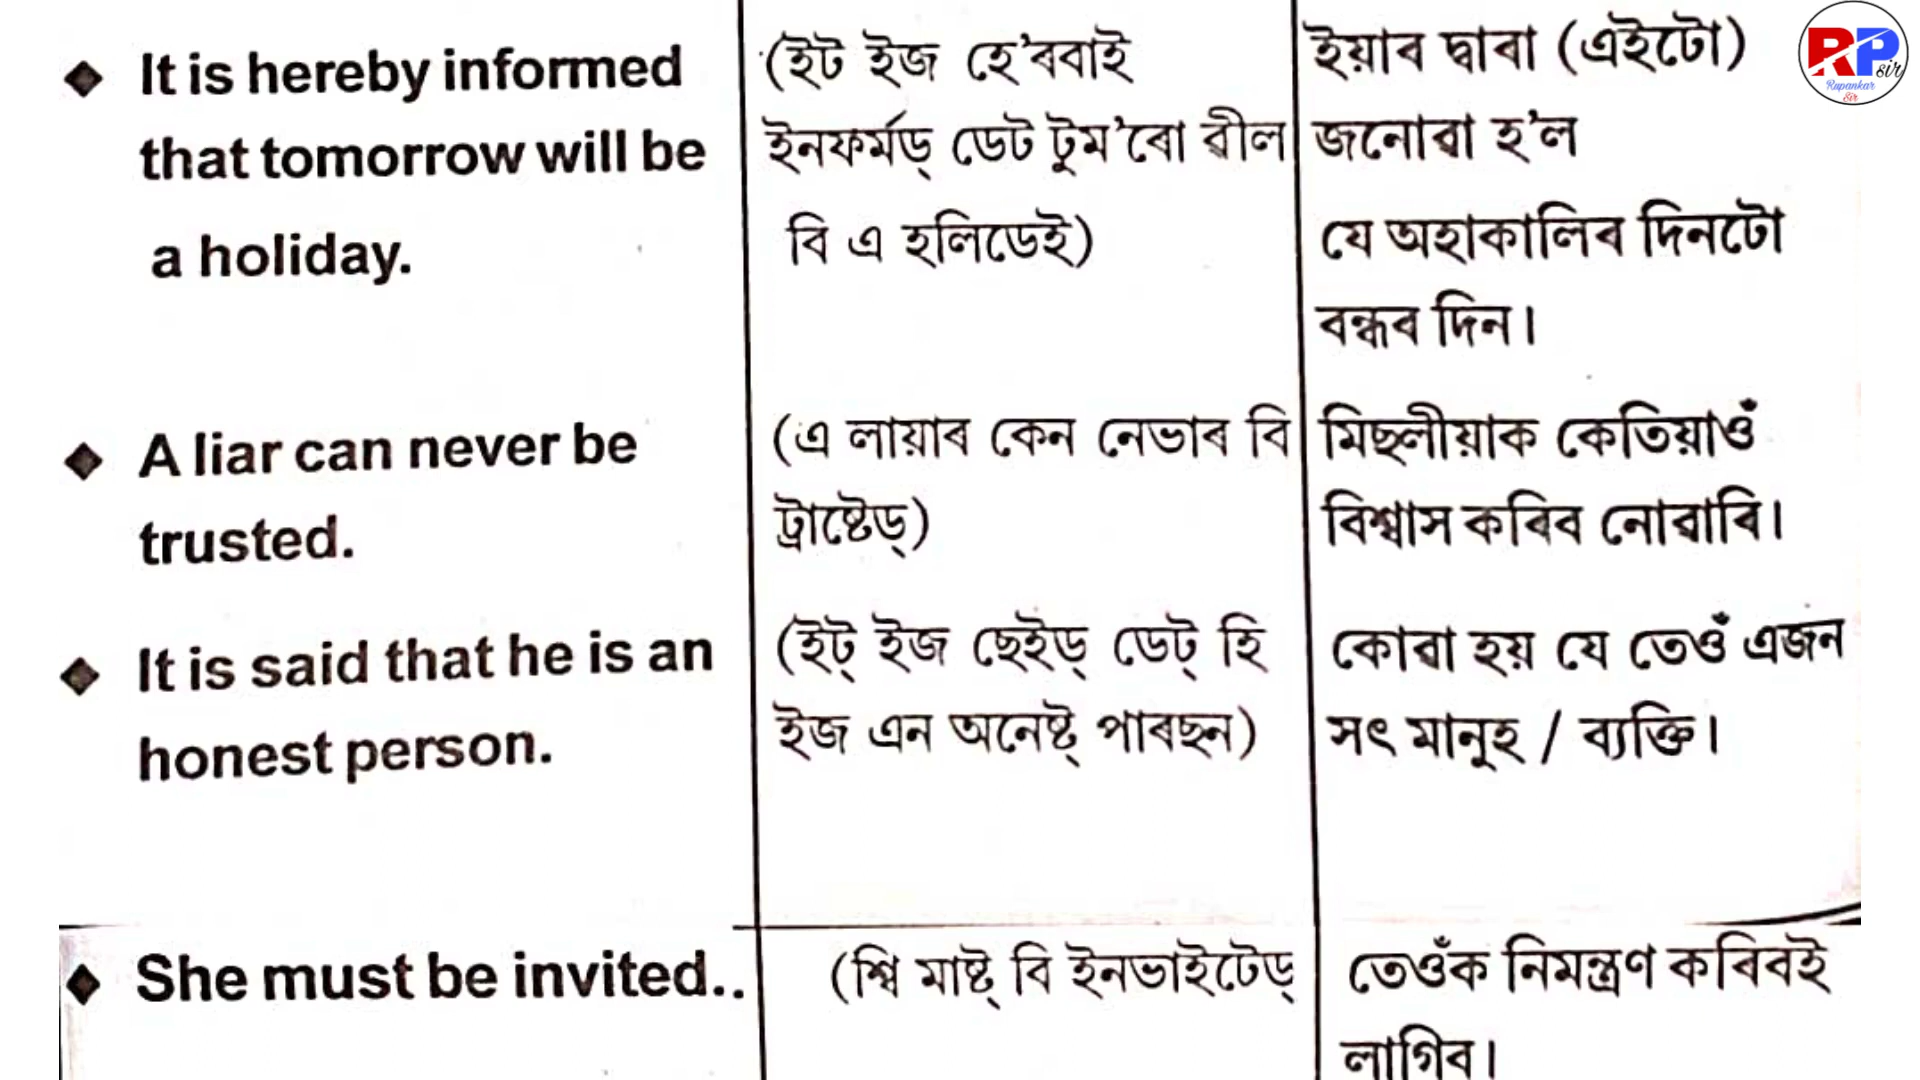 It is hereby informed
that tomorrow will be
a holiday.
(ইট ইজ হে'ৰবাই
ইনফৰ্মড্ ডেট টুম'ৰো ৱীল
বি এ হলিডেই)
ইয়াৰ দ্বাৰা (এইটো)
জনোৱা হ'ল
যে অহাকালিৰ দিনটো
বন্ধৰ দিন।
A liar can never be
trusted.
(এ লায়াৰ কেন নেভাৰ বি
ট্ৰাষ্টেড্)
মিছলীয়াক কেতিয়াওঁ
বিশ্বাস কৰিব নোৱাৰি।
It is said that he is an
honest person.
(ইট্ ইজ ছেইড্ ডেট্ হি
ইজ এন অনেষ্ট্ পাৰছন)
কোৱা হয় যে তেওঁ এজন
সৎ মানুহ / ব্যক্তি।
She must be invited..
(শ্বি মাষ্ট্ বি ইনভাইটেড্
তেওঁক নিমন্ত্ৰণ কৰিবই
লাগিব।
RP
sir
Rupankar
Sir